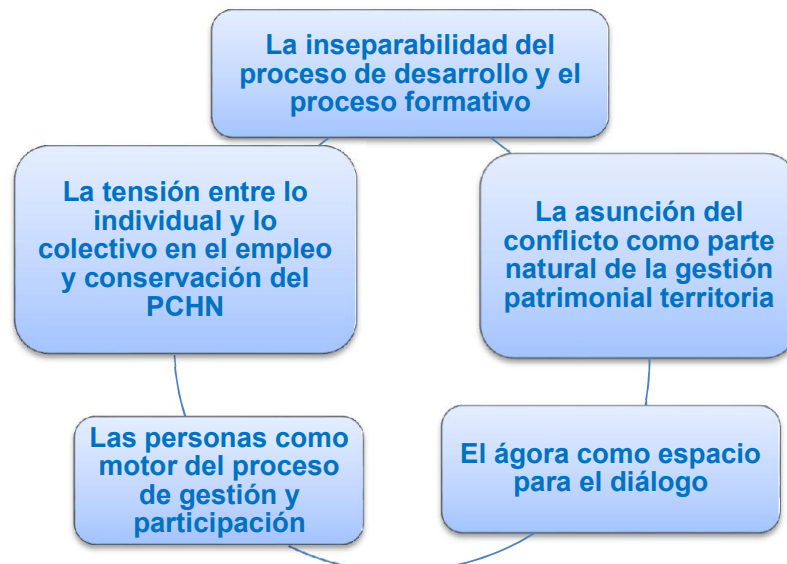 La inseparabilidad del
proceso de desarrollo y el
proceso formativo
La tensión entre lo
individual y lo
colectivo en el empleo
y conservación del
PCHN
La asunción del
conflicto como parte
natural de la gestión
patrimonial territoria
Las personas como
motor del proceso
de gestión y
participación
El ágora como espacio
para el diálogo